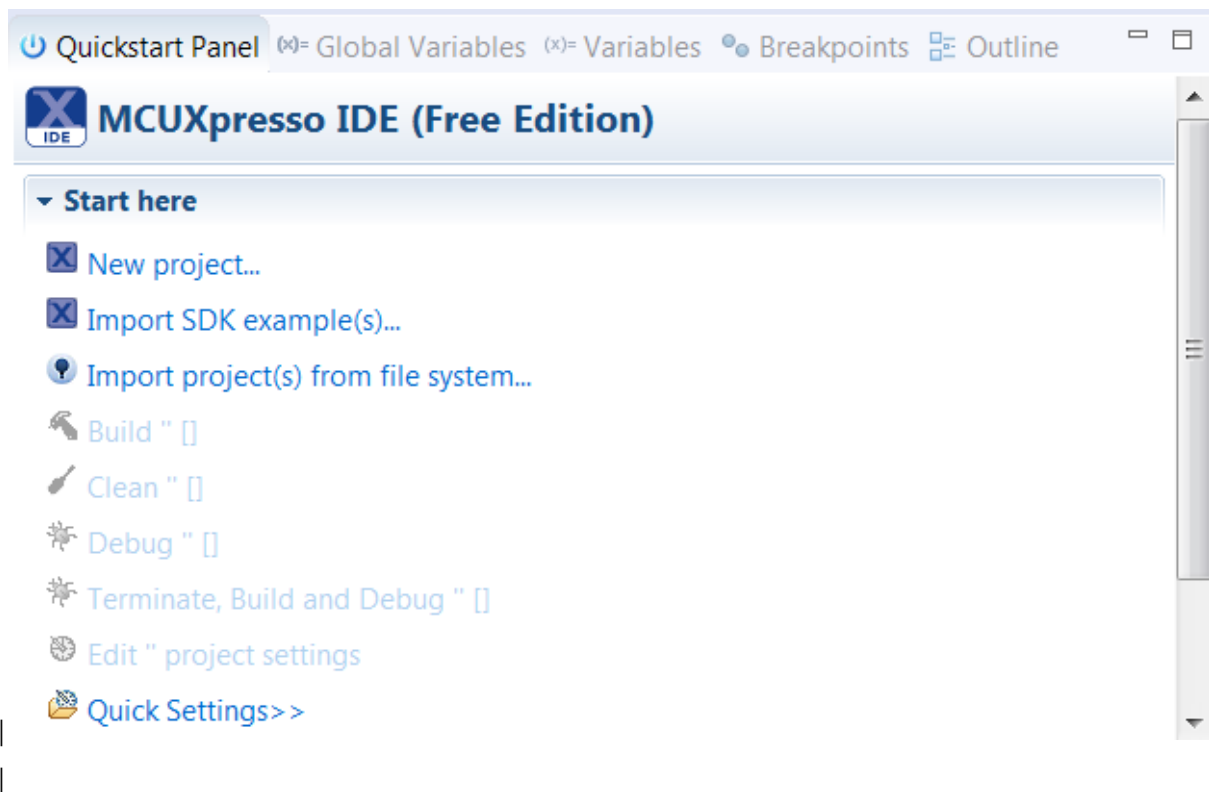 Quickstart Panel (x)= Global Variables (x)= Variables Breakpoints Outline
IDE MCUXpresso IDE (Free Edition)
Start here
New project...
Import SDK example(s)...
Import project(s) from file system...
Build '' []
Clean '' []
Debug '' []
Terminate, Build and Debug '' []
Edit '' project settings
Quick Settings>>